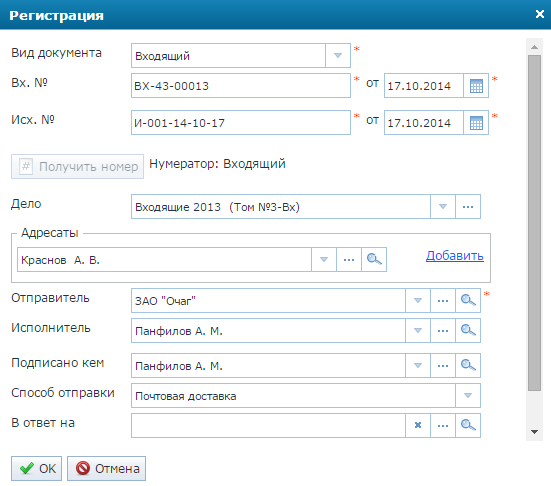 Регистрация
Вид документа Входящий *
Вх. № ВХ-43-00013 * от 17.10.2014 *
Исх. № И-001-14-10-17 * от 17.10.2014 *
# Получить номер Нумератор: Входящий
Дело Входящие 2013 (Том №3-Вх)
Адресаты
Краснов А. В. Добавить
Отправитель ЗАО "Очаг" *
Исполнитель Панфилов А. М.
Подписано кем Панфилов А. М.
Способ отправки Почтовая доставка
В ответ на
OK Отмена